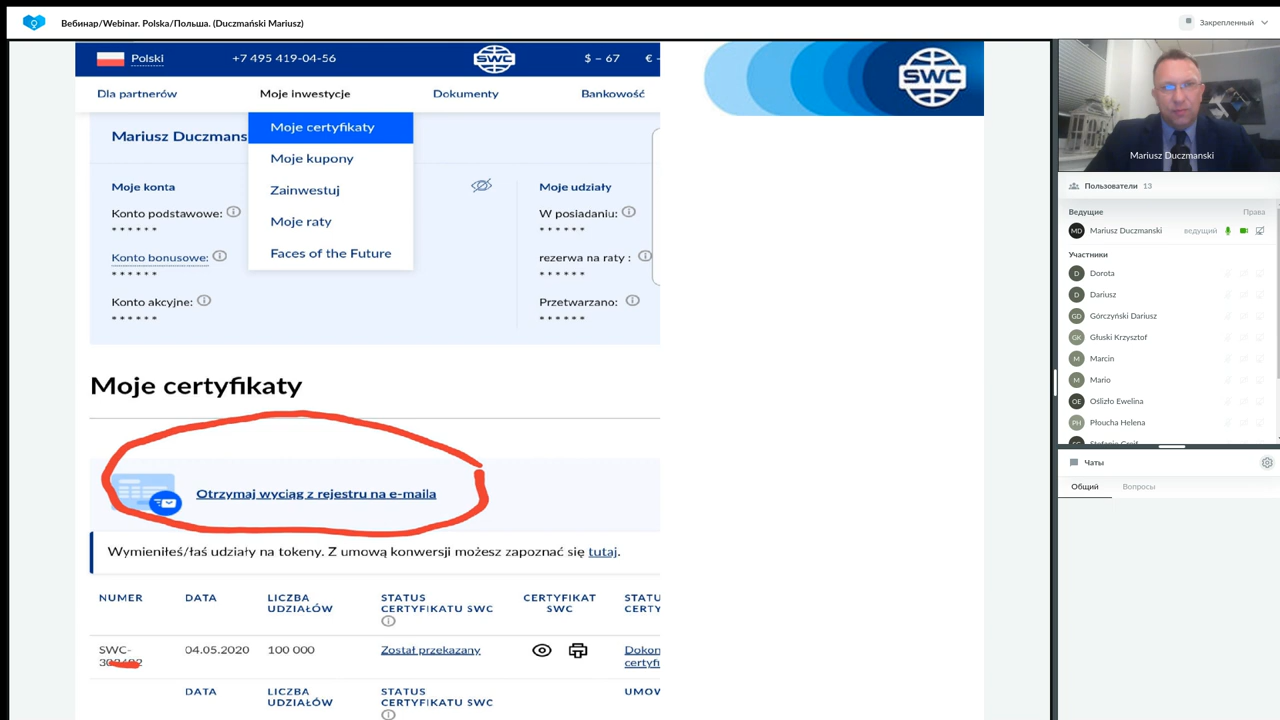 Вебинар/Webinar. Polska/Польша. (Duczmański Mariusz)
Закрепленный
Polski
+7 495 419-04-56
SWC
$ – 67
€ -
SWC
Dla partnerów
Moje inwestycje
Dokumenty
Bankowość
Moje certyfikaty
Moje kupony
Zainwestuj
Moje raty
Faces of the Future
Mariusz Duczmans
Moje konta
Konto podstawowe:
******
Konto bonusowe:
******
Konto akcyjne:
******
Moje udziały
W posiadaniu:
******
rezerwa na raty :
******
Przetwarzano:
******
Moje certyfikaty
Otrzymaj wyciąg z rejestru na e-maila
Wymieniłeś/łaś udziały na tokeny. Z umową konwersji możesz zapoznać się tutaj.
NUMER
DATA
LICZBA
UDZIAŁÓW
STATUS
CERTYFIKATU SWC
CERTYFIKAT
SWC
STATU
CERTY
SWC-
04.05.2020
100 000
Został przekazany
Dokon
certyfi
DATA
LICZBA
UDZIAŁÓW
STATUS
CERTYFIKATU SWC
UMOW
Mariusz Duczmanski
Пользователи 13
Ведущие
Права
MD Mariusz Duczmanski ведущий
Участники
D Dorota
D Dariusz
GD Górczyński Dariusz
GK Głuski Krzysztof
M Marcin
M Mario
OE Oślizło Ewelina
PH Płoucha Helena
Чаты
Общий
Вопросы